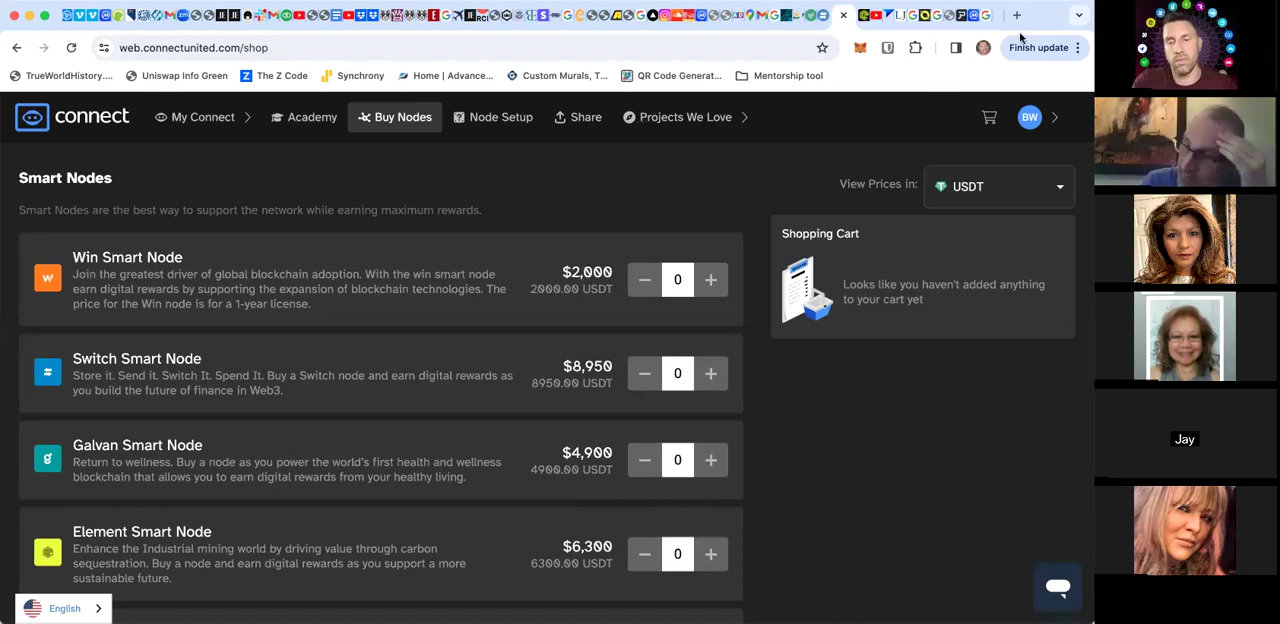 web.connectunited.com/shop
Finish update
TrueWorldHistory....
Uniswap Info Green
The Z Code
Synchrony
Home | Advance...
Custom Murals, T...
QR Code Generat...
Mentorship tool
connect
My Connect
Academy
Buy Nodes
Node Setup
Share
Projects We Love
BW
Smart Nodes
View Prices in:
USDT
Smart Nodes are the best way to support the network while earning maximum rewards.
Shopping Cart
Looks like you haven't added anything
to your cart yet
Win Smart Node
Join the greatest driver of global blockchain adoption. With the win smart node
earn digital rewards by supporting the expansion of blockchain technologies. The
price for the Win node is for a 1-year license.
$2,000
2000.00 USDT
0
Switch Smart Node
Store it. Send it. Switch It. Spend It. Buy a Switch node and earn digital rewards as
you build the future of finance in Web3.
$8,950
8950.00 USDT
0
Galvan Smart Node
Return to wellness. Buy a node as you power the world's first health and wellness
blockchain that allows you to earn digital rewards from your healthy living.
$4,900
4900.00 USDT
0
Element Smart Node
Enhance the Industrial mining world by driving value through carbon
sequestration. Buy a node and earn digital rewards as you support a more
sustainable future.
$6,300
6300.00 USDT
0
English
Jay